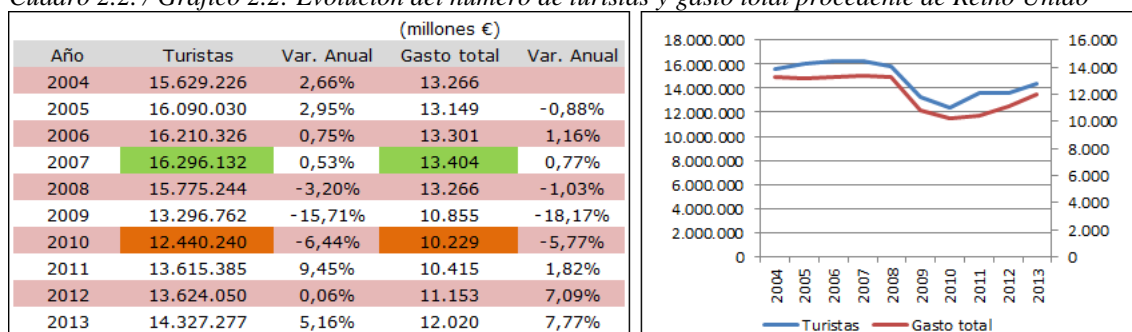 Cuadro 2.2.7 Gráfico 2.2: Evolución del número de turistas y gasto total procedente de Reino Unido
(millones €)
Año Turistas Var. Anual Gasto total Var. Anual
2004 15.629.226 2,66% 13.266
2005 16.090.030 2,95% 13.149 -0,88%
2006 16.210.326 0,75% 13.301 1,16%
2007 16.296.132 0,53% 13.404 0,77%
2008 15.775.244 -3,20% 13.266 -1,03%
2009 13.296.762 -15,71% 10.855 -18,17%
2010 12.440.240 -6,44% 10.229 -5,77%
2011 13.615.385 9,45% 10.415 1,82%
2012 13.624.050 0,06% 11.153 7,09%
2013 14.327.277 5,16% 12.020 7,77%
18.000.000 16.000
16.000.000 14.000
14.000.000 12.000
12.000.000 10.000
10.000.000 8.000
8.000.000 6.000
6.000.000 4.000
4.000.000 2.000
2.000.000 0
0
2004 2005 2006 2007 2008 2009 2010 2011 2012 2013
Turistas Gasto total